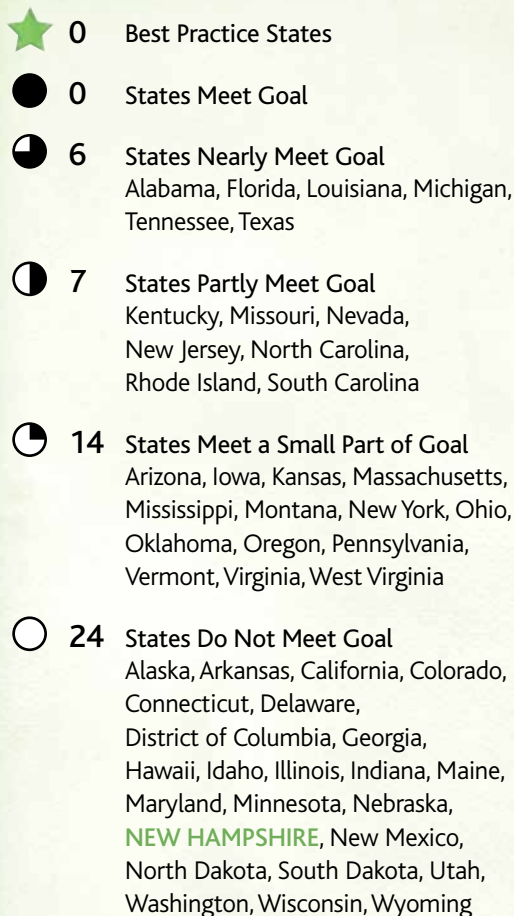 0 Best Practice States
0 States Meet Goal
6 States Nearly Meet Goal
Alabama, Florida, Louisiana, Michigan,
Tennessee, Texas
7 States Partly Meet Goal
Kentucky, Missouri, Nevada,
New Jersey, North Carolina,
Rhode Island, South Carolina
14 States Meet a Small Part of Goal
Arizona, Iowa, Kansas, Massachusetts,
Mississippi, Montana, New York, Ohio,
Oklahoma, Oregon, Pennsylvania,
Vermont, Virginia, West Virginia
24 States Do Not Meet Goal
Alaska, Arkansas, California, Colorado,
Connecticut, Delaware,
District of Columbia, Georgia,
Hawaii, Idaho, Illinois, Indiana, Maine,
Maryland, Minnesota, Nebraska,
NEW HAMPSHIRE, New Mexico,
North Dakota, South Dakota, Utah,
Washington, Wisconsin, Wyoming